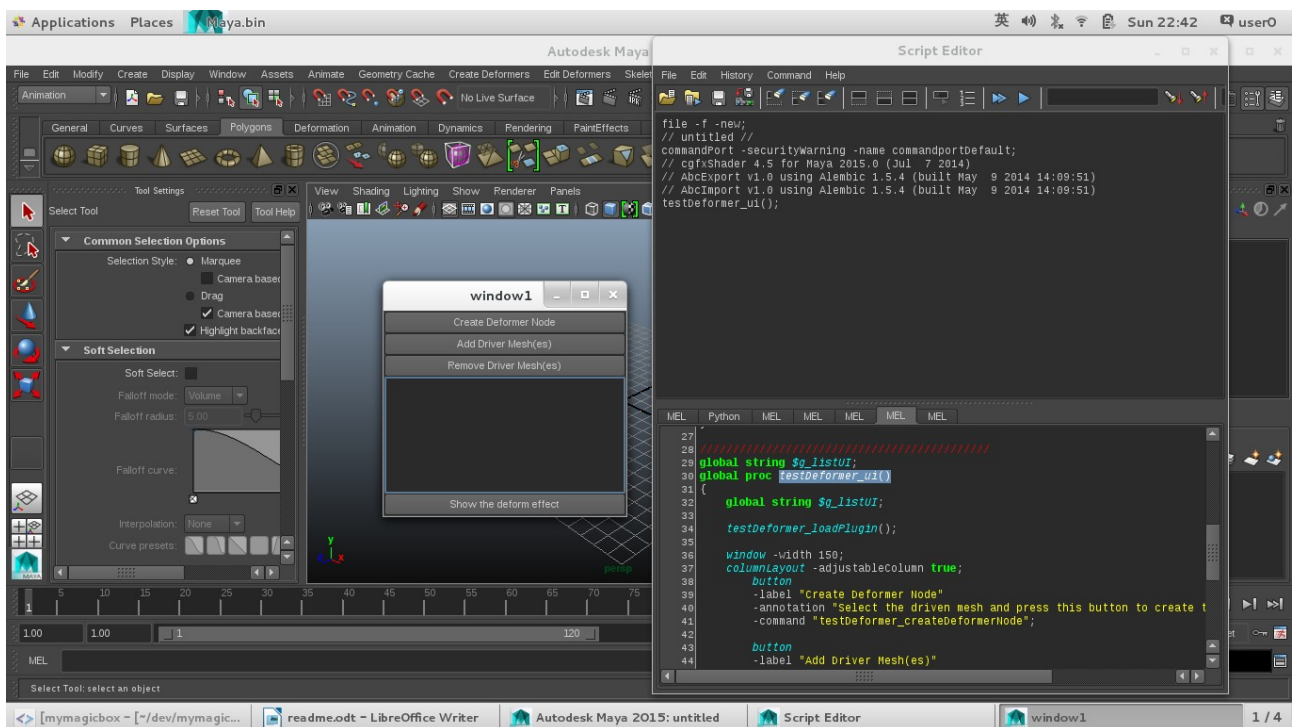 Applications Places Maya.bin 英 Sun 22:42 user0
Autodesk Maya
Script Editor
File Edit Modify Create Display Window Assets Animate Geometry Cache Create Deformers Edit Deformers Skelet
File Edit History Command Help
Animation
No Live Surface
General Curves Surfaces Polygons Deformation Animation Dynamics Rendering PaintEffects
file -f -new;
// untitled //
commandPort -securityWarning -name commandportDefault;
// cgfxShader 4.5 for Maya 2015.0 (Jul  7 2014)
// AbcExport v1.0 using Alembic 1.5.4 (built May  9 2014 14:09:51)
// AbcImport v1.0 using Alembic 1.5.4 (built May  9 2014 14:09:51)
testDeformer_ui();
Tool Settings
View Shading Lighting Show Renderer Panels
Select Tool Reset Tool Tool Help
Common Selection Options
Selection Style: Marquee
Camera based
Drag
Camera based
Highlight backface
Soft Selection
Soft Select:
Falloff mode: Volume
Falloff radius: 5.00
Falloff curve:
Interpolation: None
Curve presets:
window1
Create Deformer Node
Add Driver Mesh(es)
Remove Driver Mesh(es)
Show the deform effect
y
x
persp
MEL Python MEL MEL MEL MEL MEL
27
28 ////////////////////////////////////////////
29 global string $g_listUI;
30 global proc testDeformer_ui()
31 {
32 global string $g_listUI;
33
34 testDeformer_loadPlugin();
35
36 window -width 150;
37 columnLayout -adjustableColumn true;
38 button
39 -label "Create Deformer Node"
40 -annotation "Select the driven mesh and press this button to create t
41 -command "testDeformer_createDeformerNode";
42
43 button
44 -label "Add Driver Mesh(es)"
5 10 15 20 25 30 35 40 45 50 55 60 65 70 75
1
1.00 1.00 1 120
MEL
Select Tool: select an object
MAYA
[mymagicbox - [~/dev/mymagic... readme.odt - LibreOffice Writer Autodesk Maya 2015: untitled Script Editor window1 1 / 4